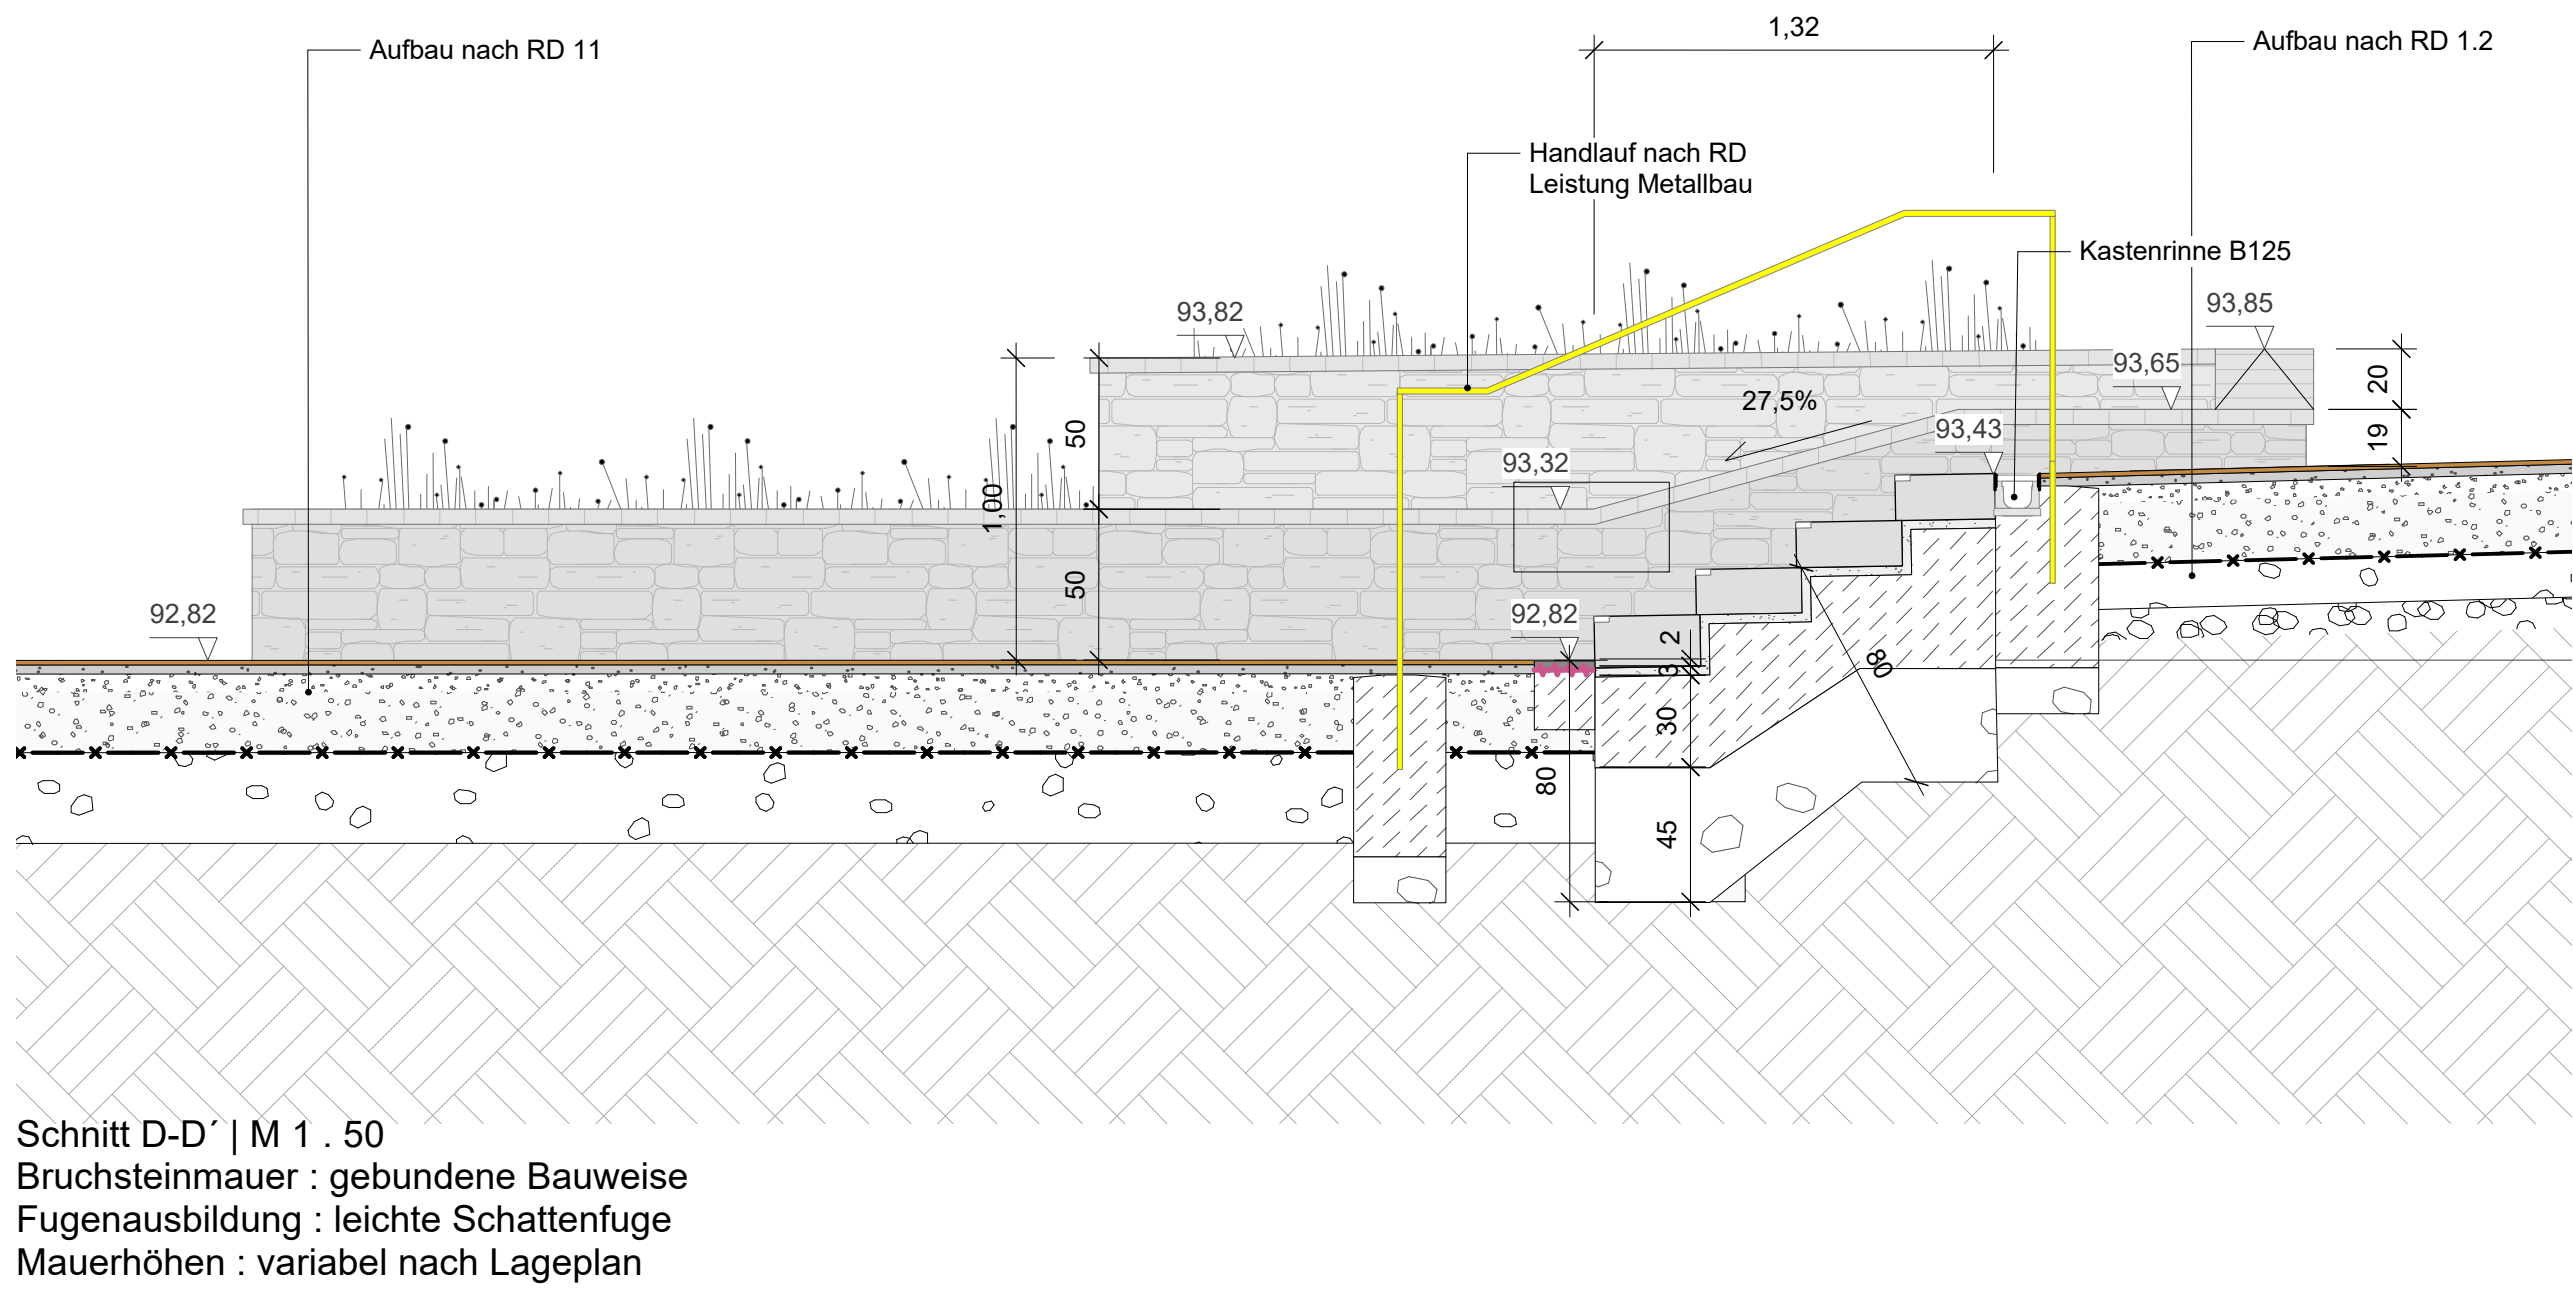 Aufbau nach RD 11
1,32
Aufbau nach RD 1.2
Handlauf nach RD
Leistung Metallbau
Kastenrinne B125
93,82
93,85
93,65
20
19
27,5%
93,43
93,32
50
1,00
50
92,82
92,82
2
3
30
80
80
45
Schnitt D-D´ | M 1 . 50
Bruchsteinmauer : gebundene Bauweise
Fugenausbildung : leichte Schattenfuge
Mauerhöhen : variabel nach Lageplan